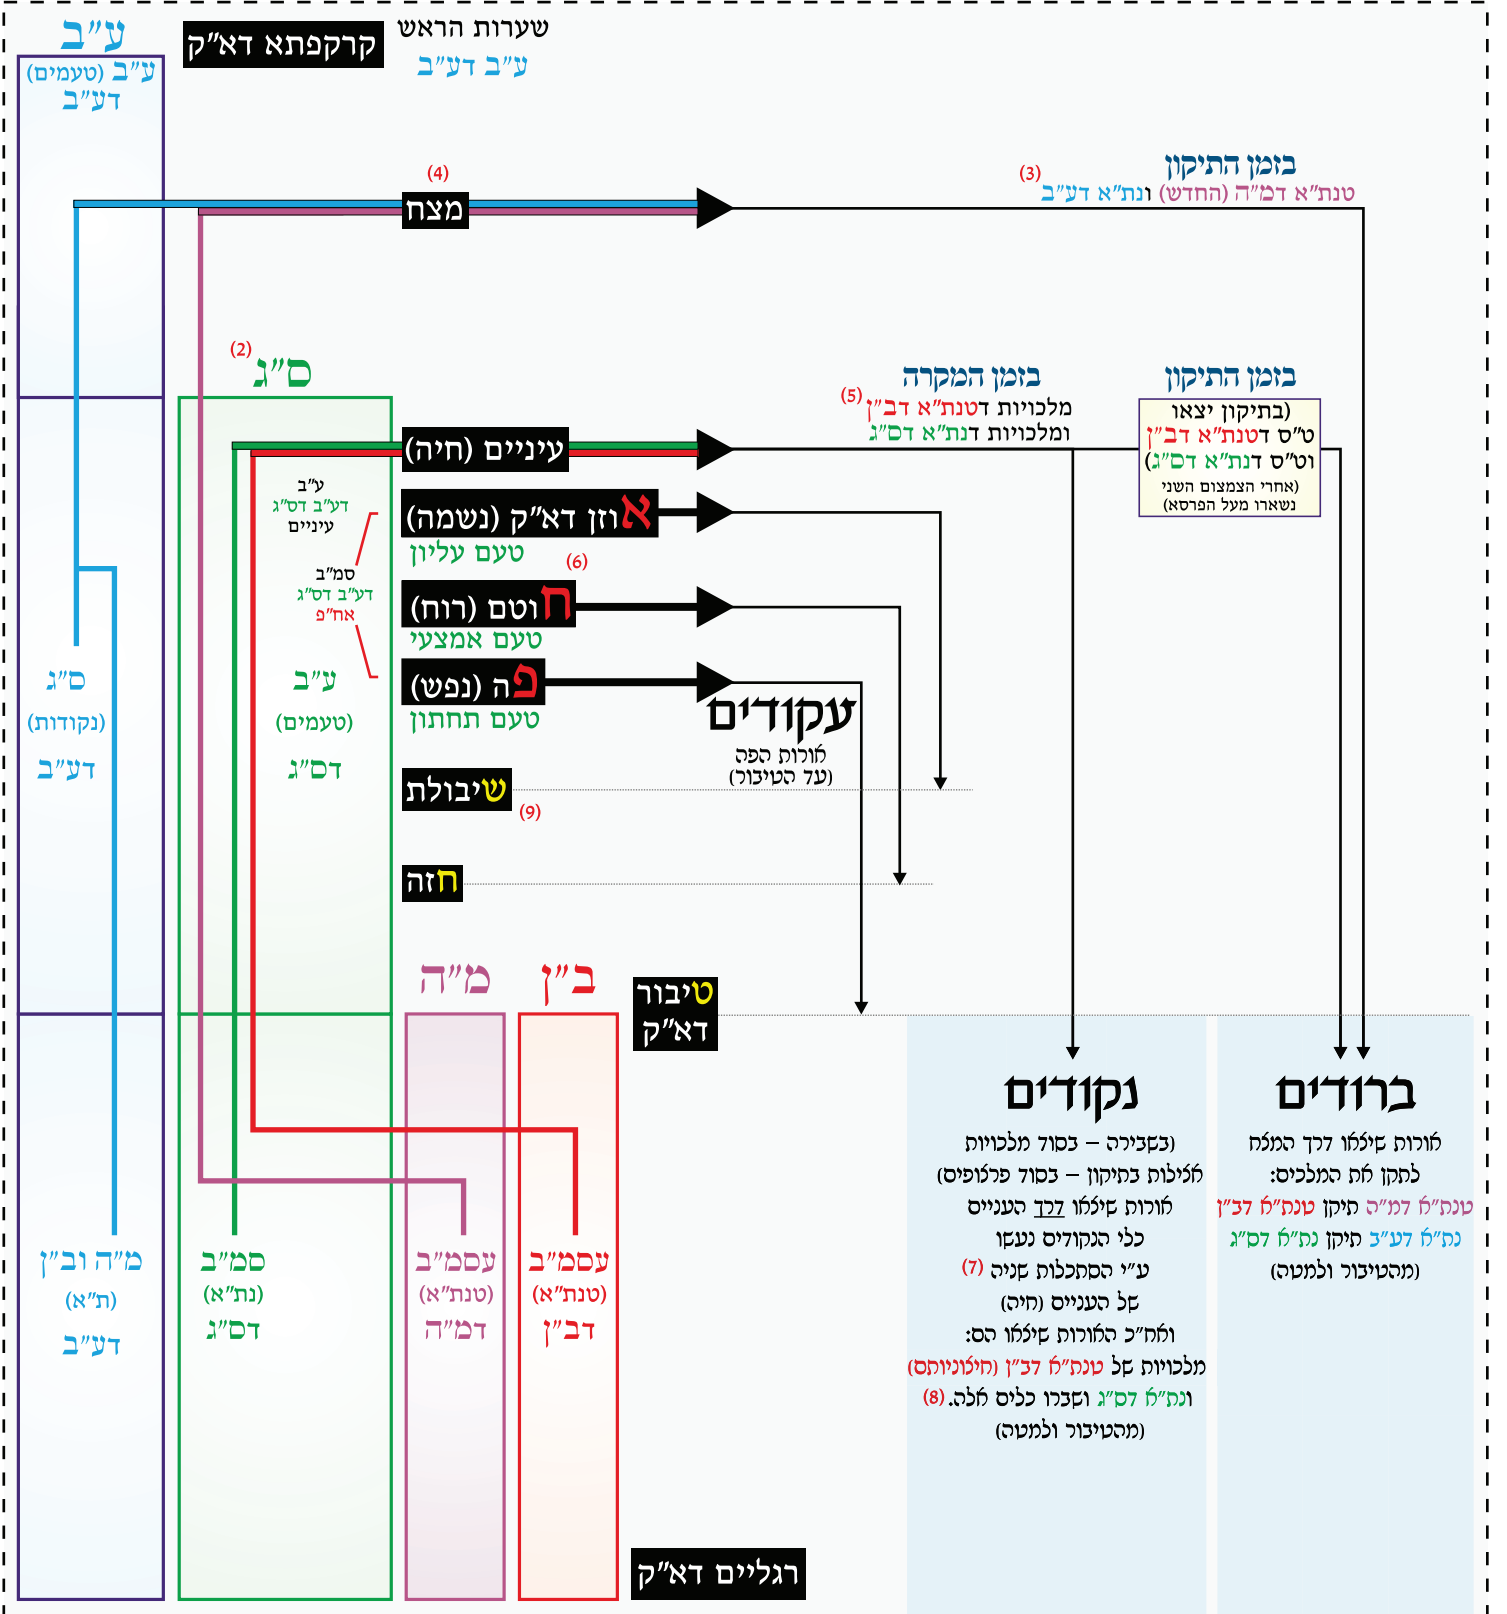 שערות הראש
ע"ב דע"ב
קרקפתא דא"ק
ע"ב
ע"ב (טעמים)
דע"ב
בזמן התיקון
טנת"א דמ"ה (החדש) ונת"א דע"ב
(3)
(4)
מצח
(2)
ס"ג
בזמן התיקון
(בתיקון יצאו
ט"ס דטנת"א דב"ן
וט"ס דנת"א דס"ג)
(אחרי הצמצום השני
נשארו מעל הפרסא)
בזמן המקרה
מלכויות דטנת"א דב"ן
(5)
ומלכויות דנת"א דס"ג
עיניים (חיה)
אוזן דא"ק (נשמה)
טעם עליון
(6)
חוטם (רוח)
טעם אמצעי
פה (נפש)
טעם תחתון
ע"ב
דע"ב דס"ג
עיניים
סמ"ב
דע"ב דס"ג
אח"פ
ע"ב
(טעמים)
דס"ג
ס"ג
(נקודות)
דע"ב
עקודים
אורות הפה
(עד הטיבור)
שיבולת
(9)
חזה
טיבור
דא"ק
ב"ן
מ"ה
ברודים
אורות שיצאו דרך המצח
לתקן את המלכים:
טנת"א דמ"ה תיקן טנת"א דב"ן
נת"א דע"ב תיקן נת"א דס"ג
(מהטיבור ולמטה)
נקודים
(בשבירה – בסוד מלכויות
אצילות בתיקון – בסוד פרצופים)
אורות שיצאו דרך העניים
כלי הנקודים נעשו
ע"י הסתכלות שניה (7)
של העניים (חיה)
ואח"כ האורות שיצאו הם:
מלכויות של טנת"א דב"ן (חיצוניותם)
ונת"א דס"ג ושברו כלים אלה. (8)
(מהטיבור ולמטה)
עסמ"ב
(טנת"א)
דב"ן
עסמ"ב
(טנת"א)
דמ"ה
סמ"ב
(נת"א)
דס"ג
מ"ה וב"ן
(ת"א)
דע"ב
רגליים דא"ק